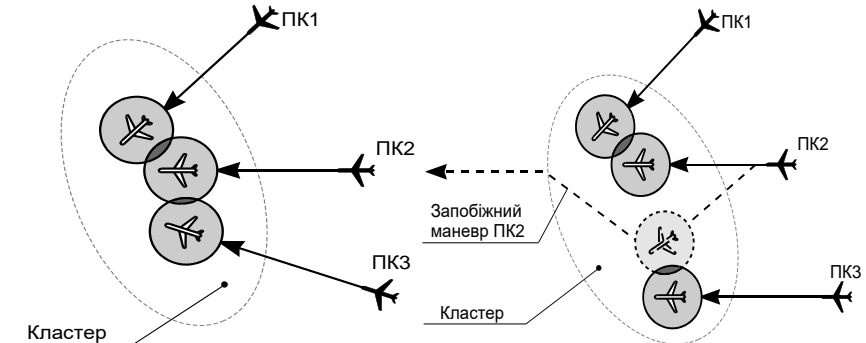 ПК1
ПК2
ПК3
Кластер
ПК1
ПК2
Запобіжний
маневр ПК2
ПК3
Кластер